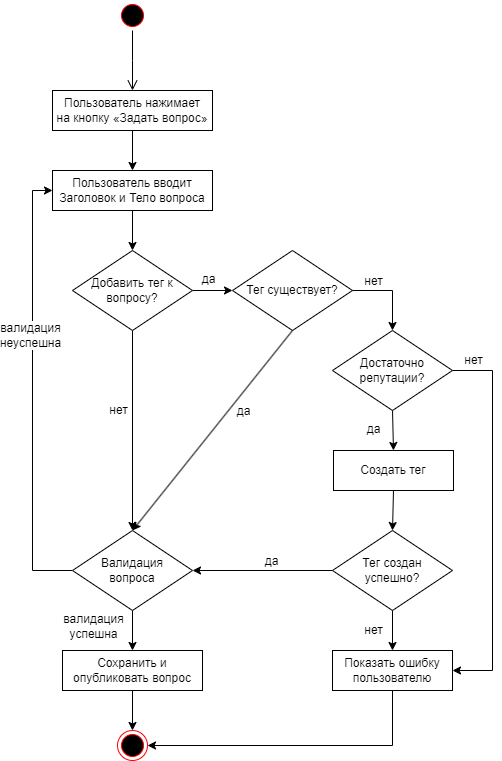 Пользователь нажимает
на кнопку «Задать вопрос»
Пользователь вводит
Заголовок и Тело вопроса
Добавить тег к
вопросу?
да
Тег существует?
нет
валидация
неуспешна
Достаточно
репутации?
нет
нет
да
да
Создать тег
Валидация
вопроса
да
Тег создан
успешно?
валидация
успешна
нет
Сохранить и
опубликовать вопрос
Показать ошибку
пользователю